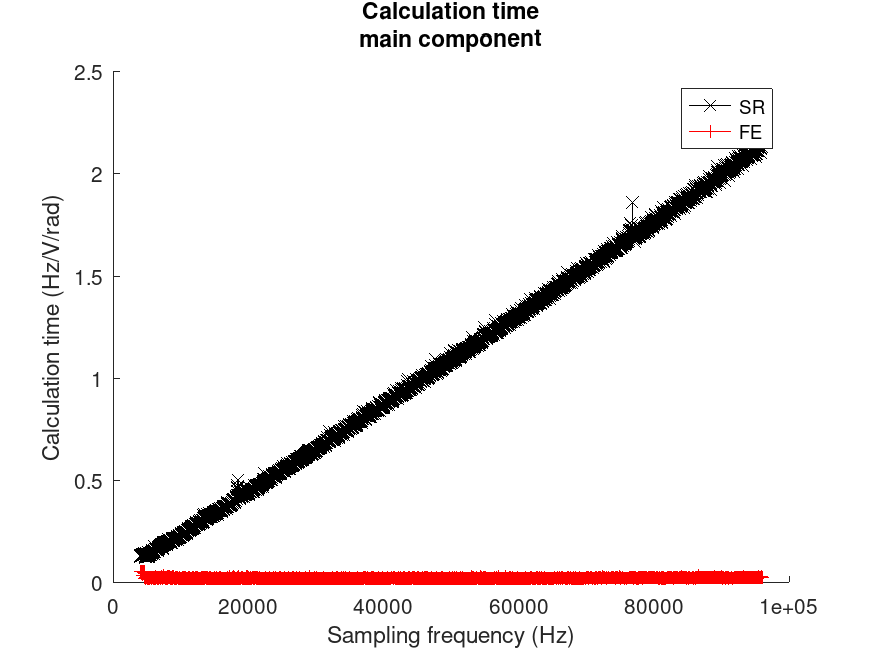 Calculation time
main component
2.5
2
1.5
1
0.5
0
Calculation time (Hz/V/rad)
SR
FE
0
20000
40000
60000
80000
1e+05
Sampling frequency (Hz)